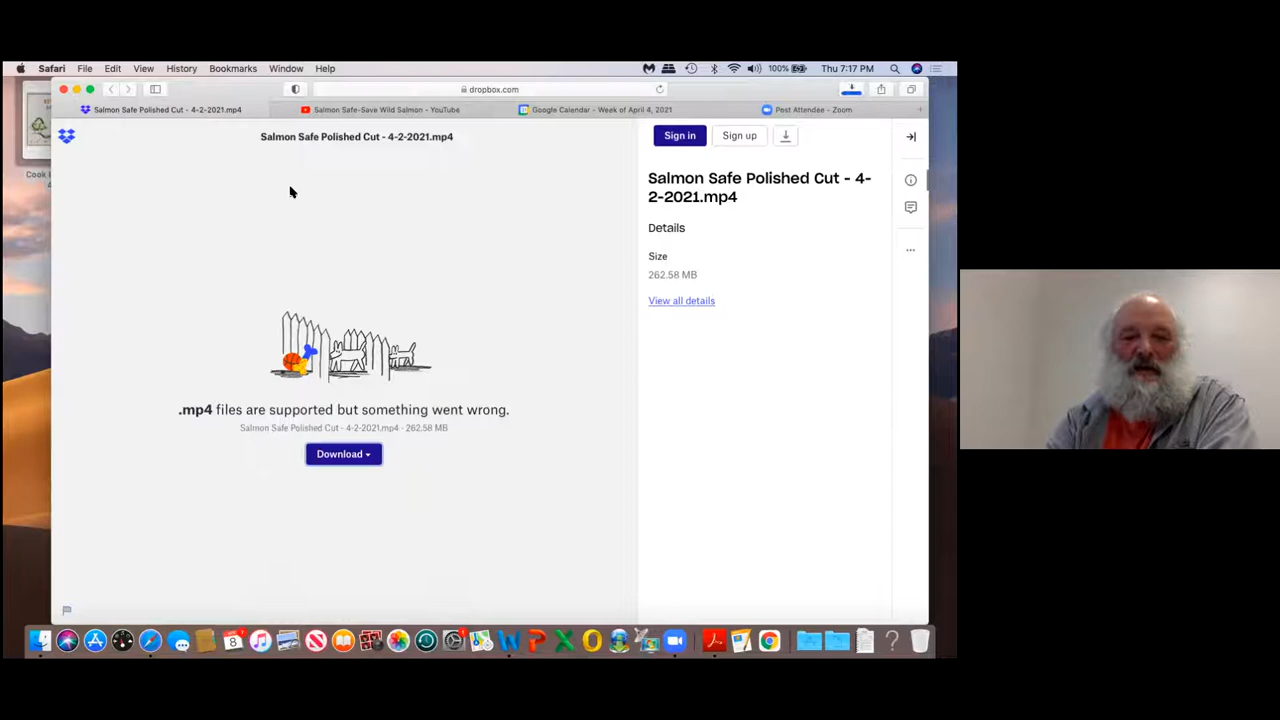 Safari File Edit View History Bookmarks Window Help 100% Thu 7:17 PM
dropbox.com
Salmon Safe Polished Cut - 4-2-2021.mp4 Salmon Safe-Save Wild Salmon - YouTube Google Calendar - Week of April 4, 2021 Pest Attendee - Zoom
Salmon Safe Polished Cut - 4-2-2021.mp4
Sign in Sign up
Salmon Safe Polished Cut - 4-
2-2021.mp4
Details
Size
262.58 MB
View all details
.mp4 files are supported but something went wrong.
Salmon Safe Polished Cut - 4-2-2021.mp4 - 262.58 MB
Download
Cook
8